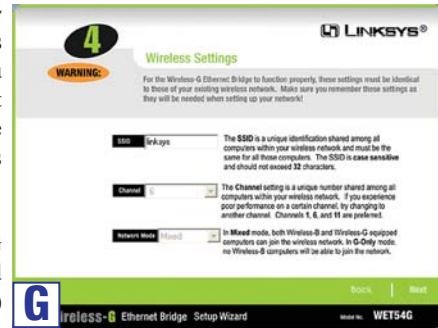 LINKSYS®
4
WARNING:
Wireless Settings
For the Wireless-G Ethernet Bridge to function properly, these settings must be identical
to those of your existing wireless network. Make sure you remember these settings as
they will be needed when setting up your network!
SSID linksys
The SSID is a unique identification shared among all
computers within your wireless network and must be the
same for all those computers. The SSID is case sensitive
and should not exceed 32 characters.
Channel 6
The Channel setting is a unique number shared among all
computers within your wireless network. If you experience
poor performance on a certain channel, try changing to
another channel. Channels 1, 6, and 11 are preferred.
Network Mode Mixed
In Mixed mode, both Wireless-B and Wireless-G equipped
computers can join the wireless network. In G-Only mode,
no Wireless-B computers will be able to join the network.
Back Next
G
ireless-G Ethernet Bridge Setup Wizard
Model No. WET54G